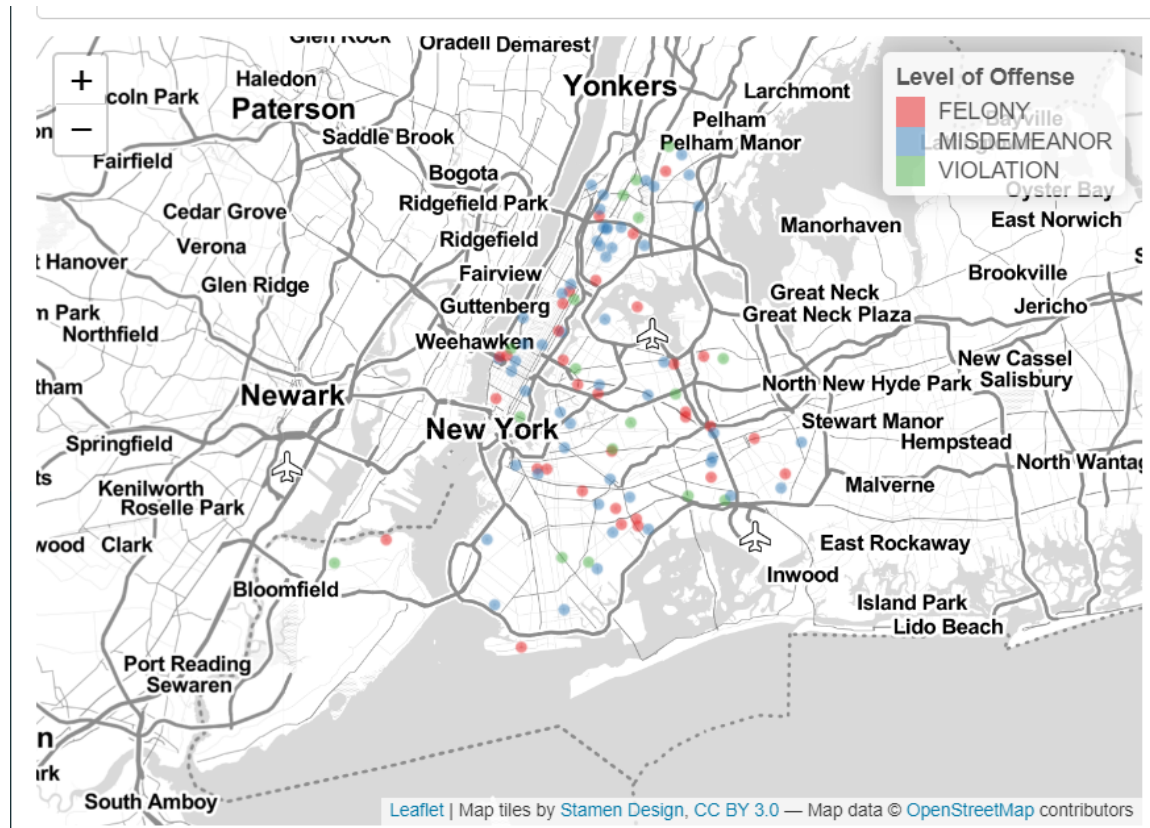 Glen Rock
Oradell Demarest
Yonkers
+
−
Haledon
coln Park
Paterson
Larchmont
Level of Offense
FELONY
MISDEMEANOR
VIOLATION
Bayville
Pelham
Pelham Manor
Saddle Brook
Fairfield
Bogota
Oyster Bay
Cedar Grove
Ridgefield Park
Manorhaven
East Norwich
Verona
Ridgefield
t Hanover
Glen Ridge
Fairview
Brookville
Great Neck
Jericho
m Park
Guttenberg
Great Neck Plaza
Northfield
Weehawken
New Cassel
tham
Newark
North New Hyde Park
Salisbury
New York
Stewart Manor
Springfield
Hempstead
North Wantag
ts
Kenilworth
Malverne
Roselle Park
wood
Clark
East Rockaway
Bloomfield
Inwood
Island Park
Lido Beach
Port Reading
Sewaren
n
ark
South Amboy
Leaflet | Map tiles by Stamen Design, CC BY 3.0 — Map data © OpenStreetMap contributors